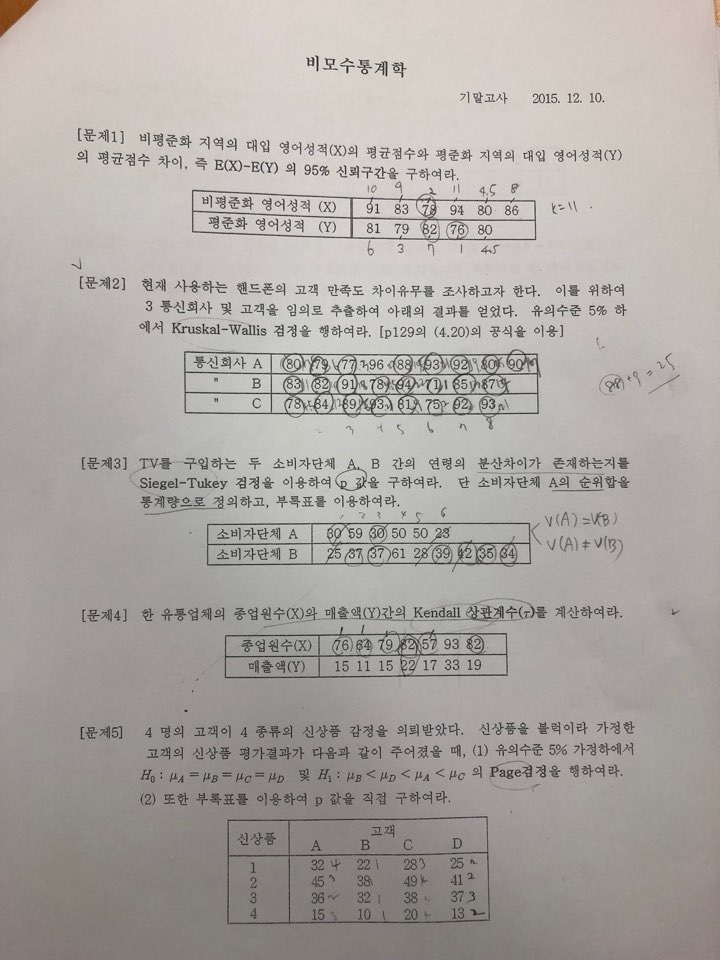 비모수통계학
기말고사 2015. 12. 10.
[문제1] 비평준화 지역의 대입 영어성적(X)의 평균점수와 평준화 지역의 대입 영어성적(Y)
의 평균점수 차이, 즉 E(X)-E(Y) 의 95% 신뢰구간을 구하여라.
10 9 2 11 4.5 8
비평준화 영어성적 (X) 91 83 78 94 80 86
k=11
평준화 영어성적 (Y) 81 79 82 76 80
6 3 7 1 4.5
[문제2] 현재 사용하는 핸드폰의 고객 만족도 차이유무를 조사하고자 한다. 이를 위하여
3 통신회사 및 고객을 임의로 추출하여 아래의 결과를 얻었다. 유의수준 5% 하
에서 Kruskal-Wallis 검정을 행하여라. [p129의 (4.20)의 공식을 이용]
통신회사 A 80 79 77 96 88 93 92 80 90
" B 83 82 91 78 94 71 85 87
" C 78 84 89 93 81 75 92 93
3 4 5 6 7 8
[문제3] TV를 구입하는 두 소비자단체 A, B 간의 연령의 분산차이가 존재하는지를
Siegel-Tukey 검정을 이용하여 p 값을 구하여라. 단 소비자단체 A의 순위합을
통계량으로 정의하고, 부록표를 이용하여라.
1 2 3 4 5 6
소비자단체 A 30 59 30 50 50 23
V(A)=V(B)
소비자단체 B 25 37 37 61 28 39 42 35 34
V(A)≠V(B)
[문제4] 한 유통업체의 종업원수(X)와 매출액(Y)간의 Kendall 상관계수(τ)를 계산하여라.
종업원수(X) 76 64 79 82 57 93 82
매출액(Y) 15 11 15 22 17 33 19
[문제5] 4 명의 고객이 4 종류의 신상품 감정을 의뢰받았다. 신상품을 블럭이라 가정한
고객의 신상품 평가결과가 다음과 같이 주어졌을 때, (1) 유의수준 5% 가정하에서
H₀ : μA = μB = μC = μD 및 H₁ : μB < μD < μA < μC 의 Page검정을 행하여라.
(2) 또한 부록표를 이용하여 p 값을 직접 구하여라.
신상품 고객
A B C D
1 32 4 22 1 28 3 25 2
2 45 3 38 1 49 4 41 2
3 36 2 32 1 38 4 37 3
4 15 3 10 1 20 4 13 2